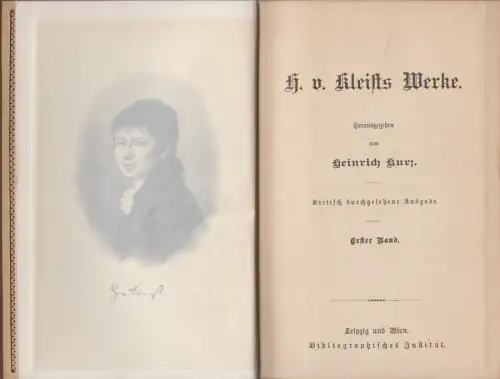 H. v. Kleists Werke.
Herausgegeben
von
Heinrich Kurz.
Kritisch durchgesehene Ausgabe.
Erster Band.
Leipzig und Wien.
Bibliographisches Institut.